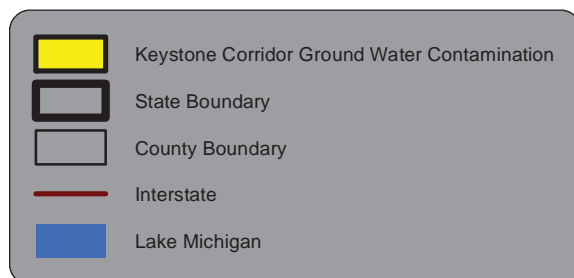 Keystone Corridor Ground Water Contamination
State Boundary
County Boundary
Interstate
Lake Michigan